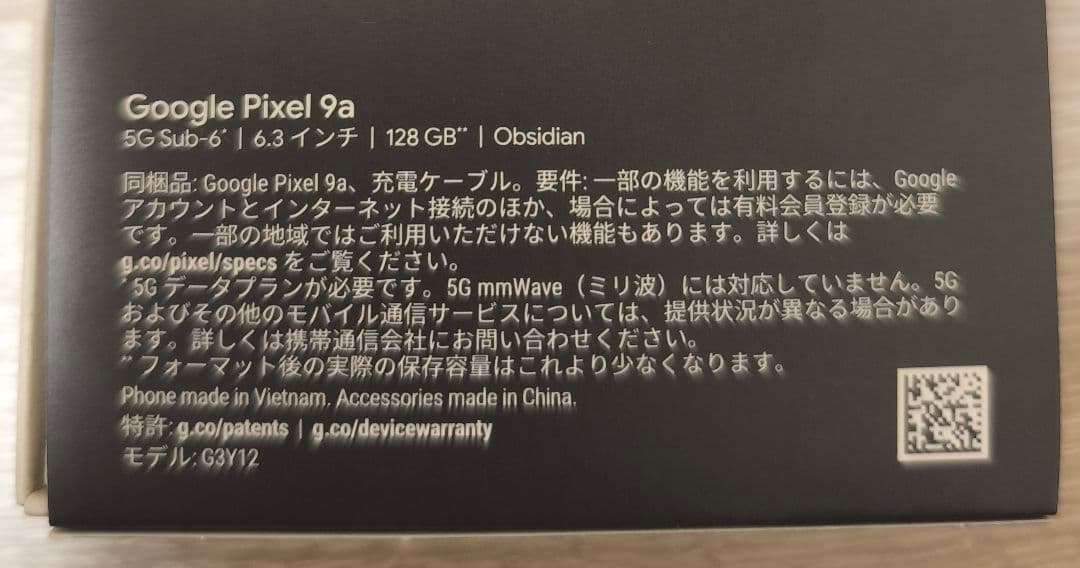 Google Pixel 9a
5G Sub-6* | 6.3 インチ | 128 GB** | Obsidian
同梱品: Google Pixel 9a、充電ケーブル。要件: 一部の機能を利用するには、Google
アカウントとインターネット接続のほか、場合によっては有料会員登録が必要
です。一部の地域ではご利用いただけない機能もあります。詳しくは
g.co/pixel/specs をご覧ください。
*5G データプランが必要です。5G mmWave（ミリ波）には対応していません。5G
およびその他のモバイル通信サービスについては、提供状況が異なる場合があり
ます。詳しくは携帯通信会社にお問い合わせください。
**フォーマット後の実際の保存容量はこれより少なくなります。
Phone made in Vietnam. Accessories made in China.
特許: g.co/patents | g.co/devicewarranty
モデル: G3Y12